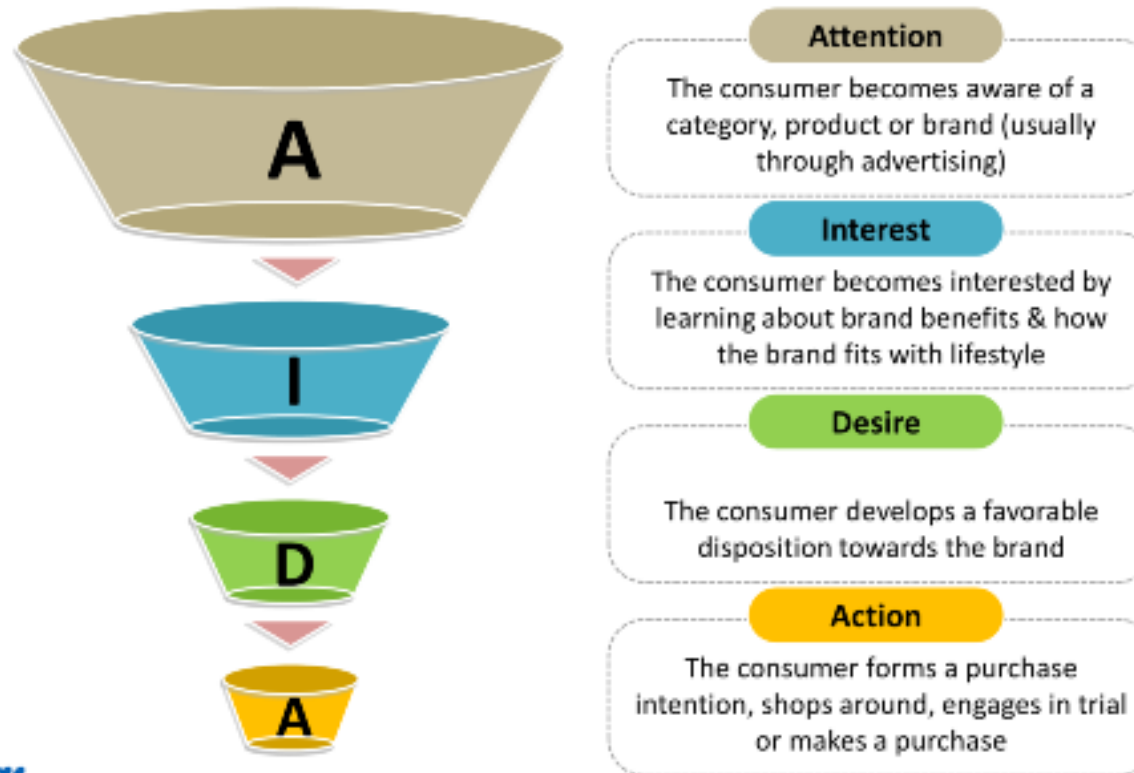 A
I
D
A
Attention
The consumer becomes aware of a
category, product or brand (usually
through advertising)
Interest
The consumer becomes interested by
learning about brand benefits & how
the brand fits with lifestyle
Desire
The consumer develops a favorable
disposition towards the brand
Action
The consumer forms a purchase
intention, shops around, engages in trial
or makes a purchase